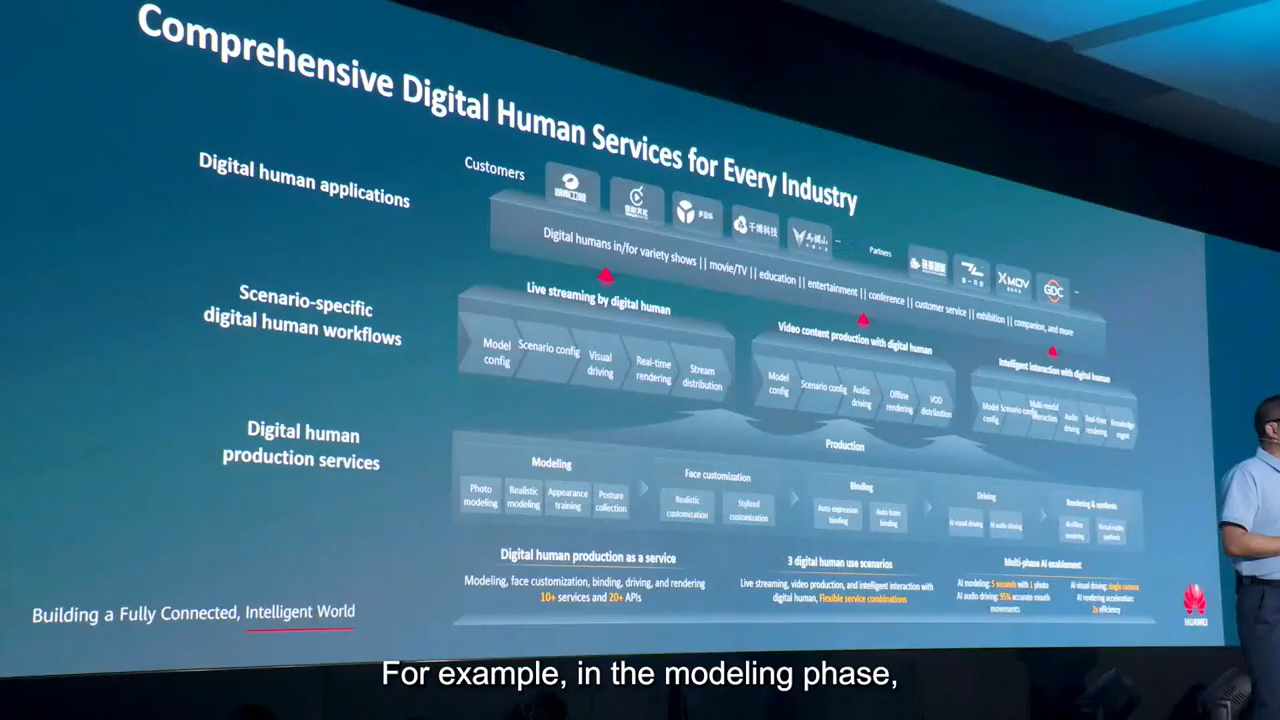 Comprehensive Digital Human Services for Every Industry
Digital human applications
Customers
千博科技
Partners
XMOV
GDC
Digital humans in/for variety shows || movie/TV || education || entertainment || conference || customer service || exhibition || companion, and more
Scenario-specific
digital human workflows
Live streaming by digital human
Model
config
Scenario config
Visual
driving
Real-time
rendering
Stream
distribution
Video content production with digital human
Model
config
Scenario config
Audio
driving
Offline
rendering
VOD
distribution
Intelligent interaction with digital human
Model
config
Scenario config
Multi-modal
interaction
Audio
driving
Real-time
rendering
Knowledge
mgmt
Digital human
production services
Production
Modeling
Photo
modeling
Realistic
modeling
Appearance
training
Posture
collection
Face customization
Realistic
customization
Stylized
customization
Binding
Auto expression
binding
Auto bone
binding
Driving
AI visual driving
AI audio driving
Rendering & synthesis
rendering
Virtual-reality
synthesis
Digital human production as a service
Modeling, face customization, binding, driving, and rendering
10+ services and 20+ APIs
3 digital human use scenarios
Live streaming, video production, and intelligent interaction with
digital human, Flexible service combinations
Multi-phase AI enablement
AI modeling: 5 seconds with 1 photo
AI audio driving: 95% accurate mouth
movements
AI visual driving: single camera
AI rendering acceleration:
2x efficiency
Building a Fully Connected, Intelligent World
HUAWEI
For example, in the modeling phase,